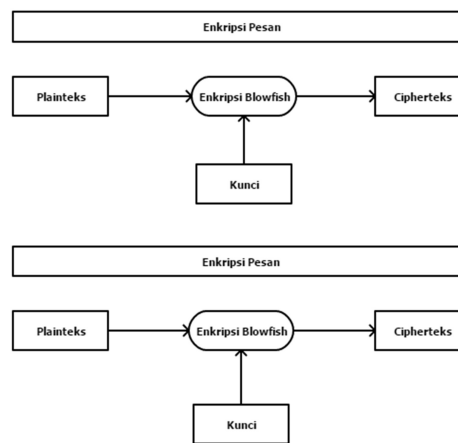 Enkripsi Pesan
Plainteks
Enkripsi Blowfish
Cipherteks
Kunci
Enkripsi Pesan
Plainteks
Enkripsi Blowfish
Cipherteks
Kunci